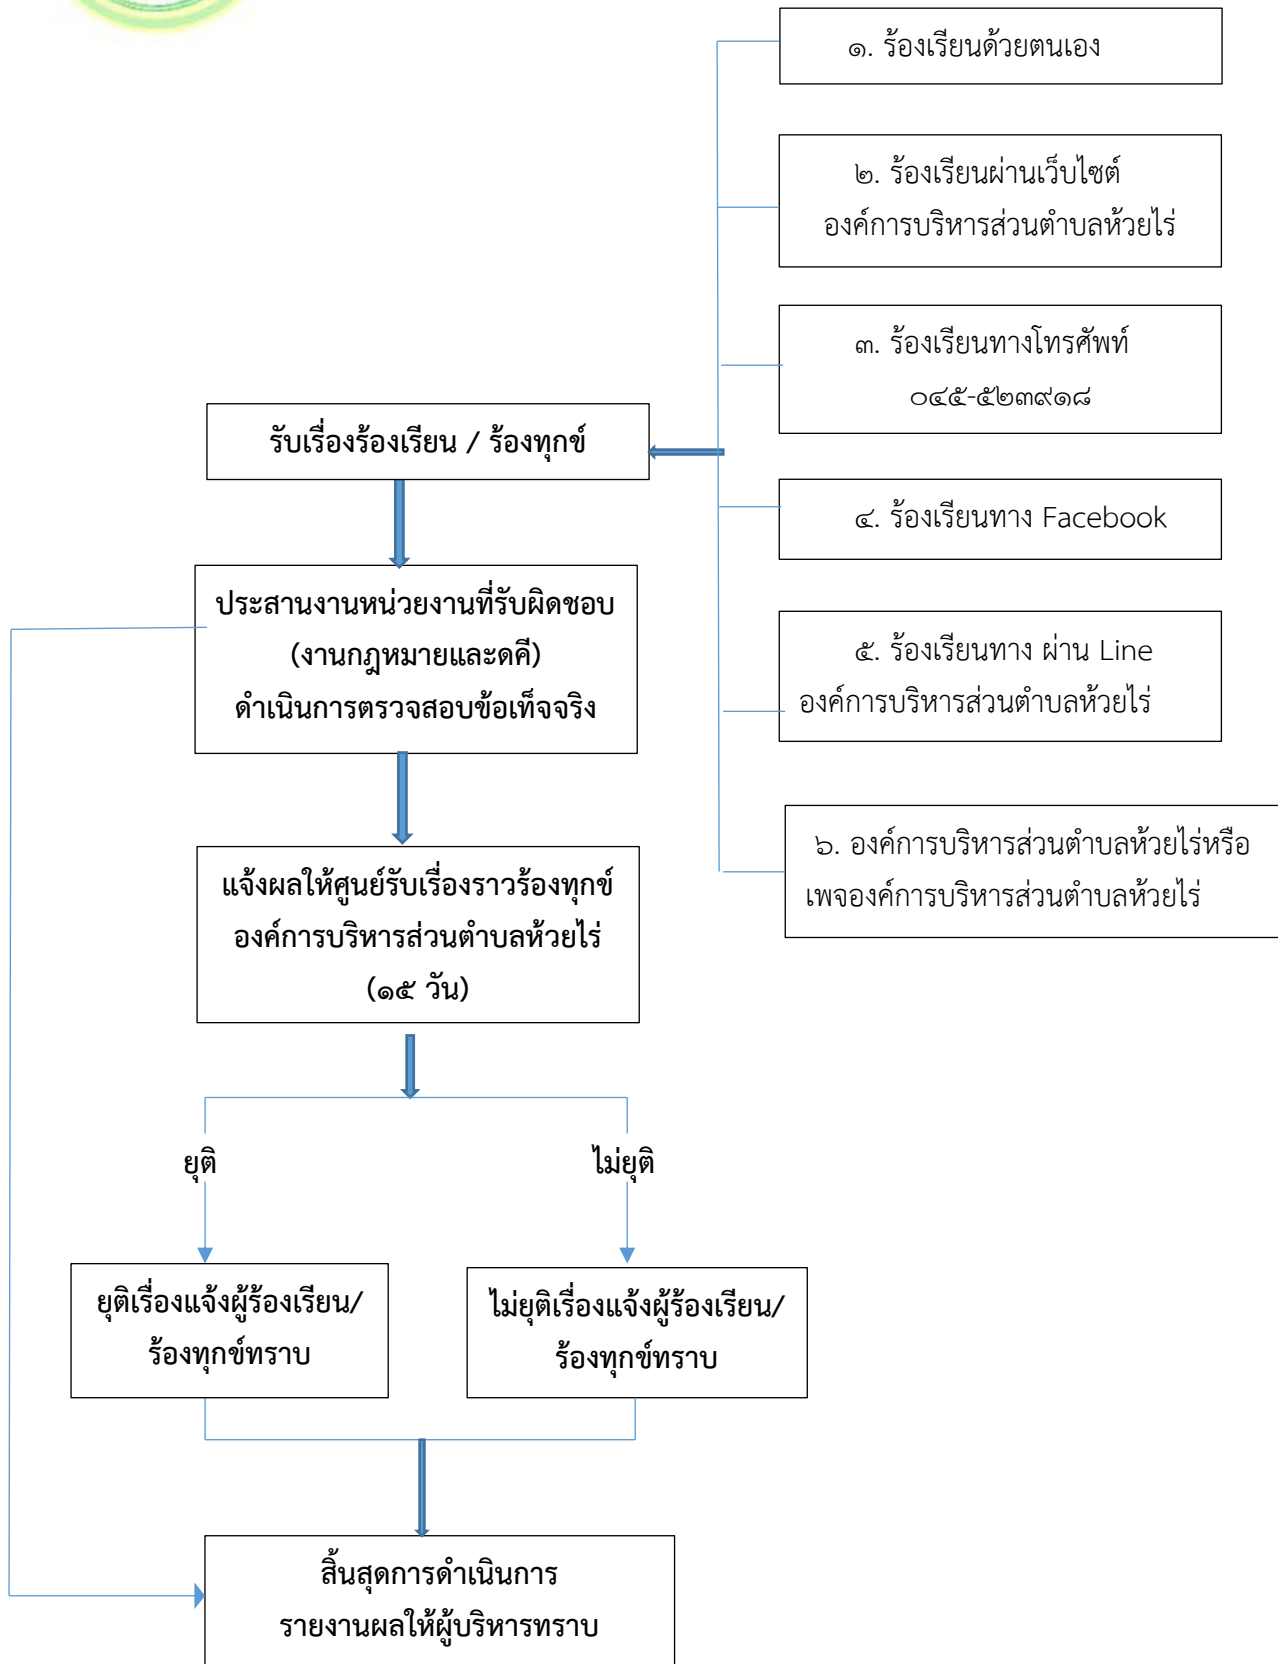 ๑. ร้องเรียนด้วยตนเอง
๒. ร้องเรียนผ่านเว็บไซต์
องค์การบริหารส่วนตำบลห้วยไร่
๓. ร้องเรียนทางโทรศัพท์
๐๔๕-๕๒๓๙๑๘
รับเรื่องร้องเรียน / ร้องทุกข์
๔. ร้องเรียนทาง Facebook
ประสานงานหน่วยงานที่รับผิดชอบ
(งานกฎหมายและดคี)
ดำเนินการตรวจสอบข้อเท็จจริง
๕. ร้องเรียนทาง ผ่าน Line
องค์การบริหารส่วนตำบลห้วยไร่
๖. องค์การบริหารส่วนตำบลห้วยไร่หรือ
เพจองค์การบริหารส่วนตำบลห้วยไร่
แจ้งผลให้ศูนย์รับเรื่องราวร้องทุกข์
องค์การบริหารส่วนตำบลห้วยไร่
(๑๕ วัน)
ยุติ
ไม่ยุติ
ยุติเรื่องแจ้งผู้ร้องเรียน/
ร้องทุกข์ทราบ
ไม่ยุติเรื่องแจ้งผู้ร้องเรียน/
ร้องทุกข์ทราบ
สิ้นสุดการดำเนินการ
รายงานผลให้ผู้บริหารทราบ